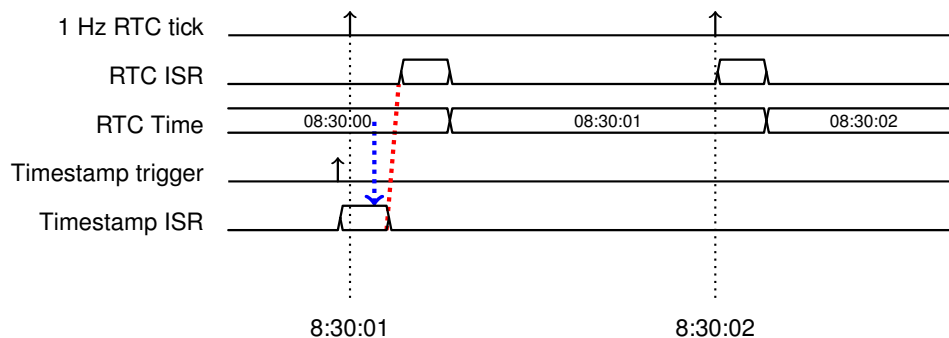 1 Hz RTC tick
RTC ISR
RTC Time
08:30:00
08:30:01
08:30:02
Timestamp trigger
Timestamp ISR
8:30:01
8:30:02